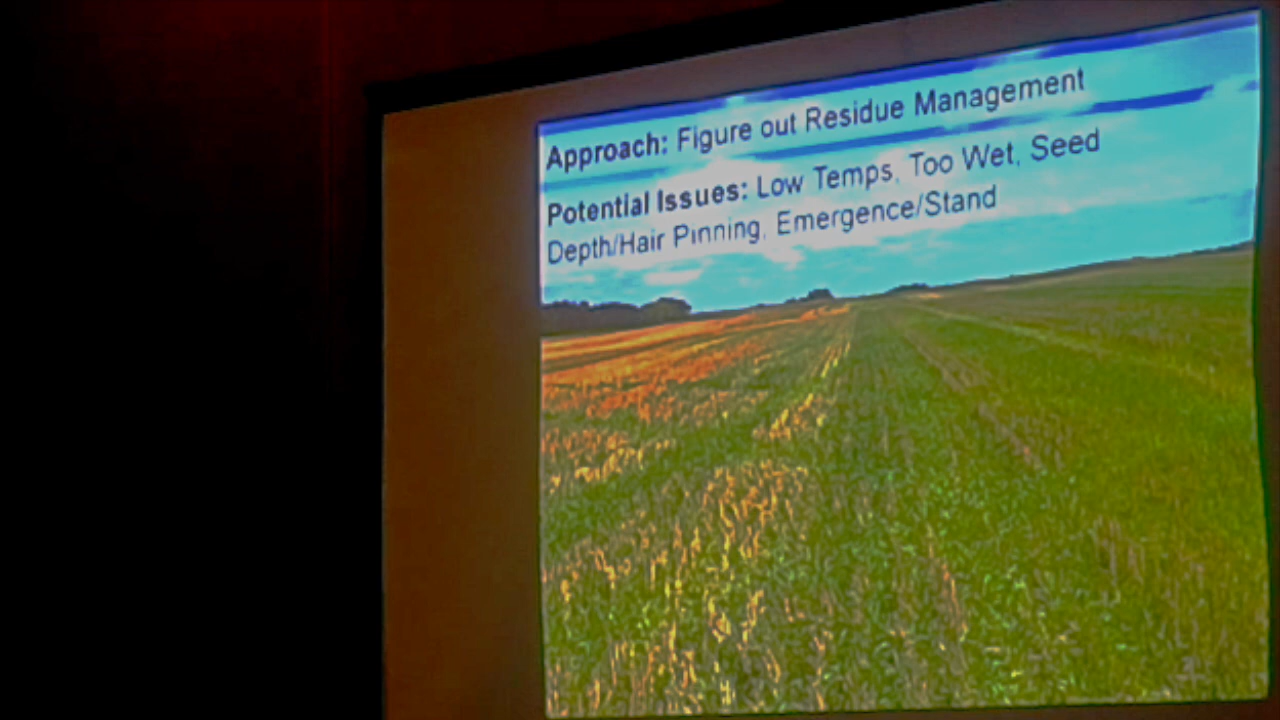 Approach: Figure out Residue Management
Potential Issues: Low Temps, Too Wet, Seed
Depth/Hair Pinning, Emergence/Stand